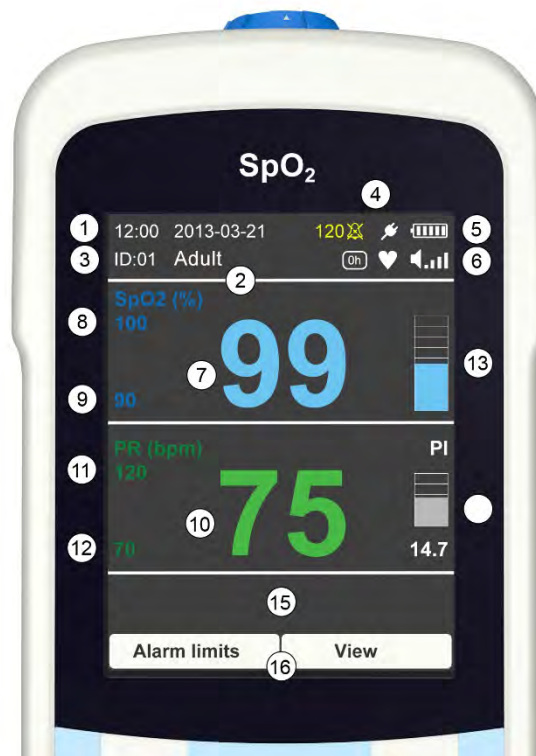 SpO2
4
1 12:00 2013-03-21 120 5
3 ID:01 Adult 0h 6
2
SpO2 (%)
8 100
7 99 13
9 90
PR (bpm) PI
11 120
10 75
12 70 14.7
15
Alarm limits View
16